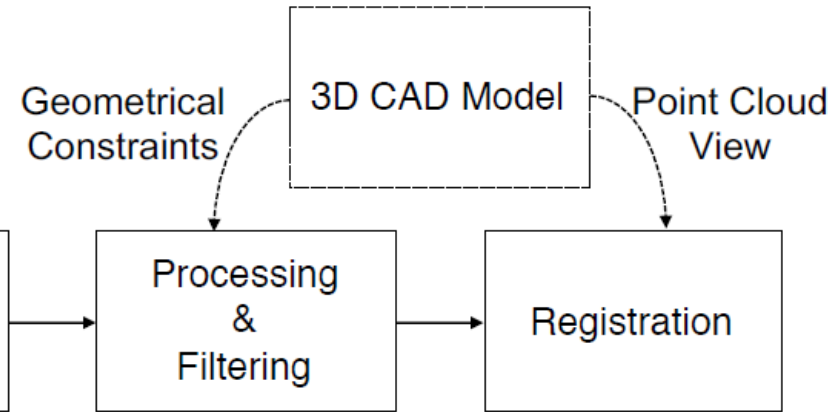 3D CAD Model
Geometrical
Constraints
Point Cloud
View
Processing
&
Filtering
Registration